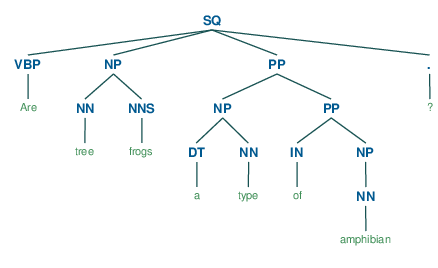 SQ
VBP NP PP .
Are NN NNS NP PP ?
tree frogs DT NN IN NP
a type of NN
amphibian